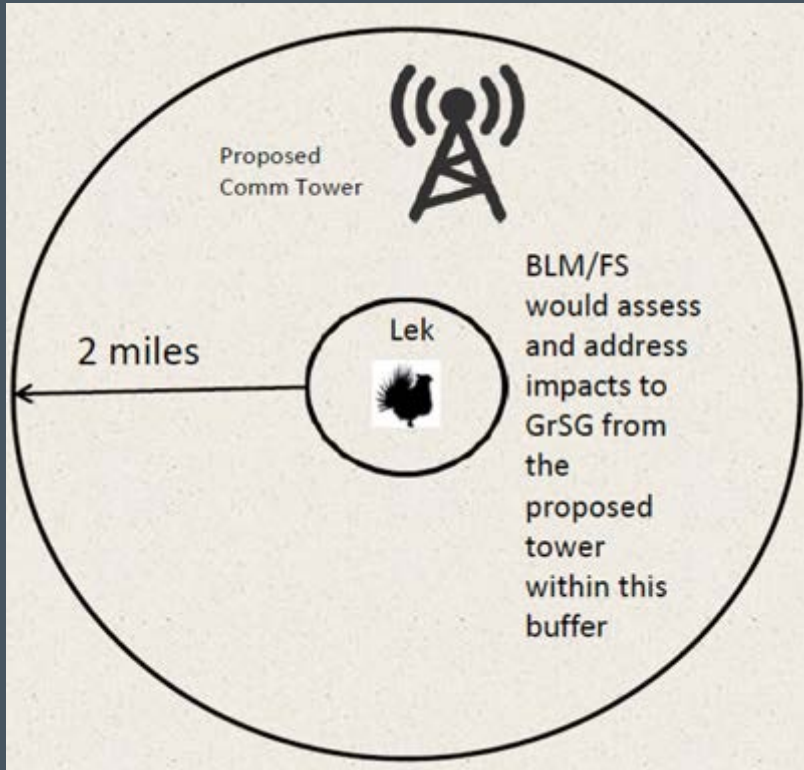 Proposed
Comm Tower
Lek
2 miles
BLM/FS
would assess
and address
impacts to
GrSG from
the
proposed
tower
within this
buffer